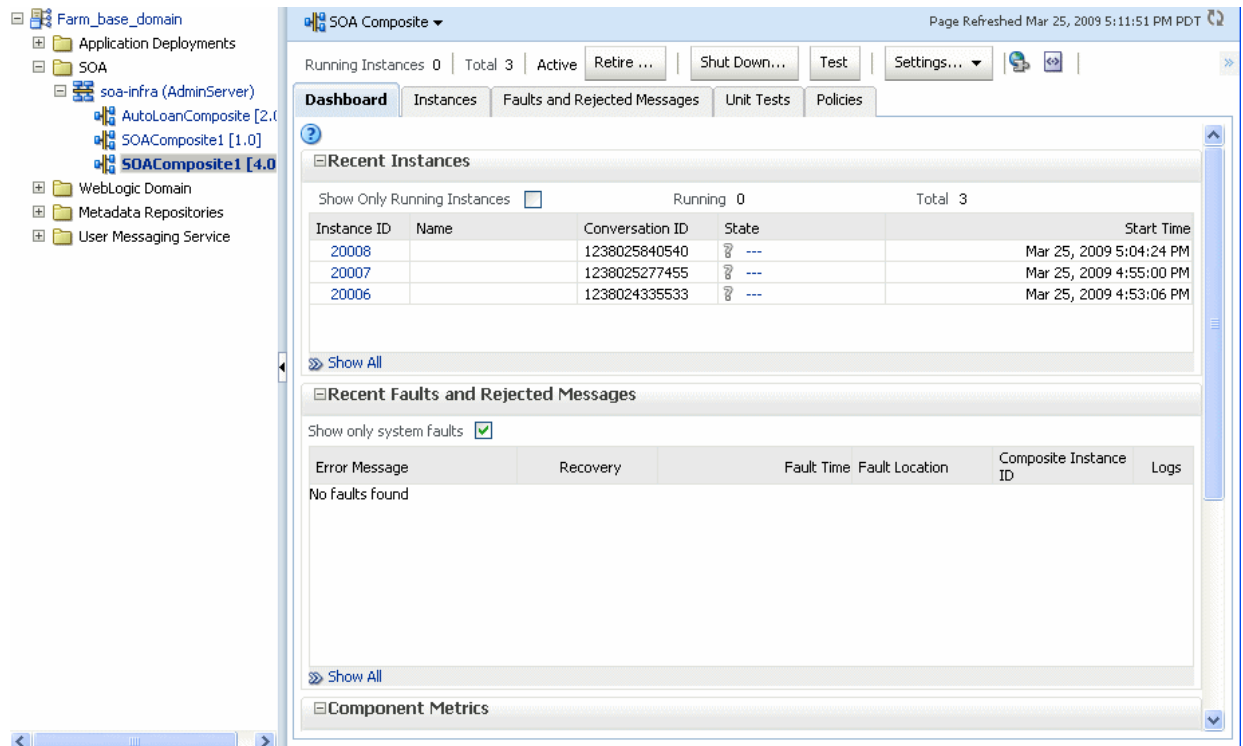 Farm_base_domain
Application Deployments
SOA
soa-infra (AdminServer)
AutoLoanComposite [2.
SOAComposite1 [1.0]
SOAComposite1 [4.0
WebLogic Domain
Metadata Repositories
User Messaging Service
SOA Composite Page Refreshed Mar 25, 2009 5:11:51 PM PDT
Running Instances 0 Total 3 Active Retire ... Shut Down... Test Settings...
Dashboard Instances Faults and Rejected Messages Unit Tests Policies
Recent Instances
Show Only Running Instances Running 0 Total 3
Instance ID Name Conversation ID State Start Time
20008 1238025840540 --- Mar 25, 2009 5:04:24 PM
20007 1238025277455 --- Mar 25, 2009 4:55:00 PM
20006 1238024335533 --- Mar 25, 2009 4:53:06 PM
Show All
Recent Faults and Rejected Messages
Show only system faults
Error Message Recovery Fault Time Fault Location Composite Instance ID Logs
No faults found
Show All
Component Metrics